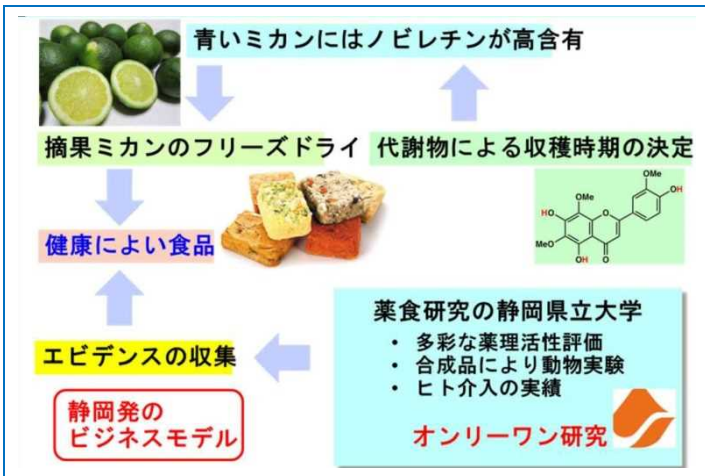 青いミカンにはノビレチンが高含有
摘果ミカンのフリーズドライ
代謝物による収穫時期の決定
OMe
OMe
OH
HO
MeO
O
OH
O
健康によい食品
薬食研究の静岡県立大学
• 多彩な薬理活性評価
• 合成品により動物実験
• ヒト介入の実績
エビデンスの収集
静岡発の
ビジネスモデル
オンリーワン研究